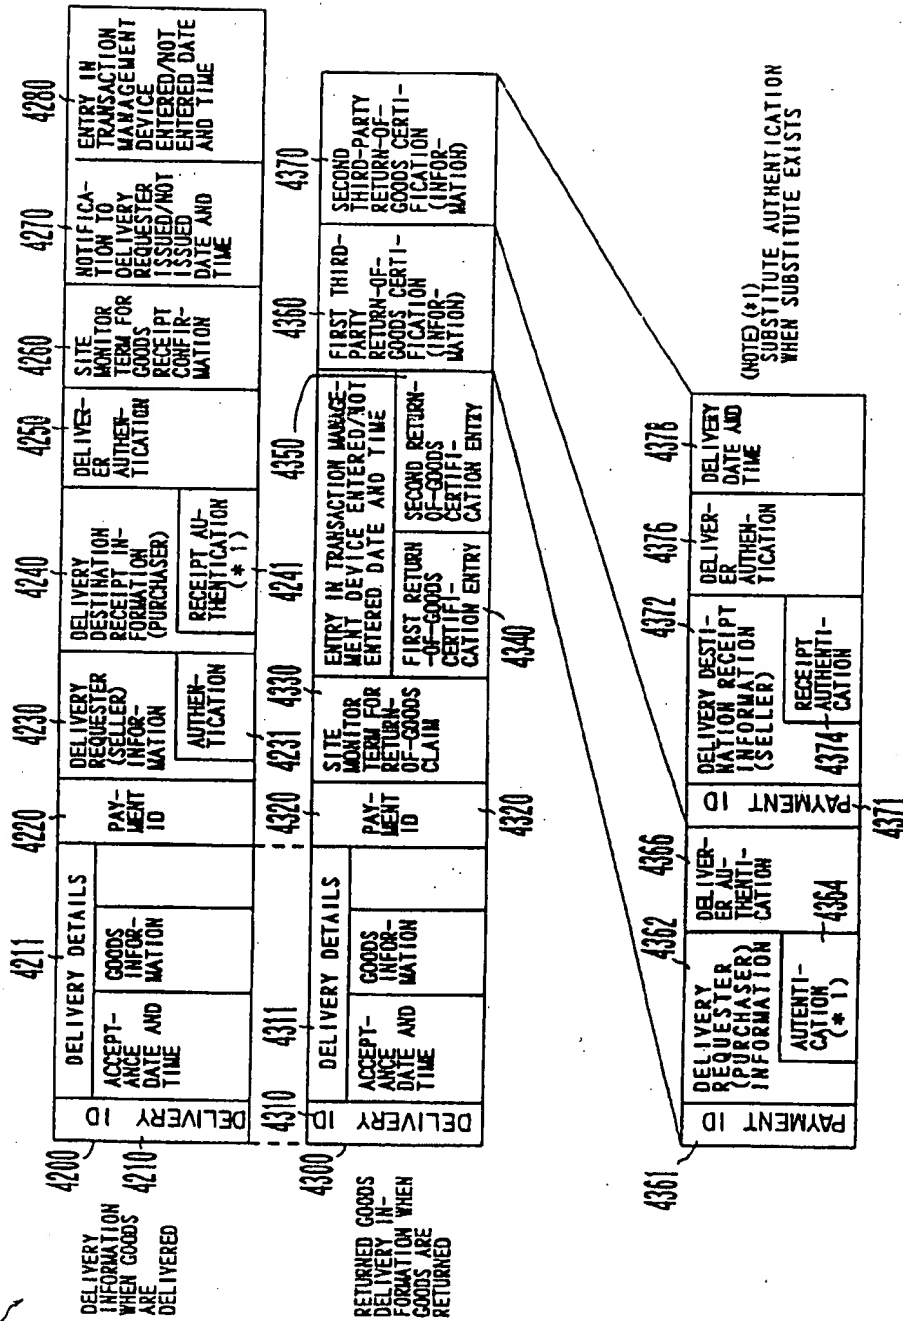 DELIVERY
INFORMATION
WHEN GOODS
ARE
DELIVERED
4200
4210
DELIVERY ID
4211
DELIVERY DETAILS
ACCEPT-
ANCE
DATE AND
TIME
GOODS
INFOR-
MATION
4220
PAY-
MENT
ID
4230
DELIVERY
REQUESTER
(SELLER)
INFOR-
MATION
AUTHEN-
TICATION
4231
4240
DELIVERY
DESTINATION
RECEIPT IN-
FORMATION
(PURCHASER)
RECEIPT AU-
THENTICATION
(*1)
4241
4250
DELIVER-
ER
AUTHEN-
TICATION
4260
SITE
MONITOR
TERM FOR
GOODS
RECEIPT
CONFIR-
MATION
4270
NOTIFICA-
TION TO
DELIVERY
REQUESTER
ISSUED/NOT
ISSUED
DATE AND
TIME
4280
ENTRY IN
TRANSACTION
MANAGEMENT
DEVICE
ENTERED/NOT
ENTERED DATE
AND TIME
RETURNED GOODS
DELIVERY IN-
FORMATION WHEN
GOODS ARE
RETURNED
4300
4310
DELIVERY ID
4311
DELIVERY DETAILS
ACCEPT-
ANCE
DATE AND
TIME
GOODS
INFOR-
MATION
4320
PAY-
MENT
ID
4320
4330
SITE
MONITOR
TERM FOR
RETURN-
OF-GOODS
CLAIM
ENTRY IN TRANSACTION MANAGE-
MENT DEVICE ENTERED/NOT
ENTERED DATE AND TIME
FIRST RETURN
-OF-GOODS
CERTIFI-
CATION ENTRY
4340
SECOND RETURN-
OF-GOODS
CERTIFI-
CATION ENTRY
4350
4360
FIRST THIRD-
PARTY
RETURN-OF-
GOODS CERTI-
FICATION
(INFOR-
MATION)
4370
SECOND
THIRD-PARTY
RETURN-OF-
GOODS CERTI-
FICATION
(INFOR-
MATION)
4361
PAYMENT ID
4362
DELIVERY
REQUESTER
(PURCHASER)
INFORMATION
AUTENTI-
CATION
(*1)
4364
4366
DELIVER-
ER AU-
THENTI-
CATION
PAYMENT ID
4371
4372
DELIVERY DESTI-
NATION RECEIPT
INFORMATION
(SELLER)
4374
RECEIPT
AUTHENTI-
CATION
4376
DELIVER-
ER
AUTHEN-
TICATION
4378
DELIVERY
DATE AND
TIME
(NOTE) (*1)
SUBSTITUTE AUTHENTICATION
WHEN SUBSTITUTE EXISTS